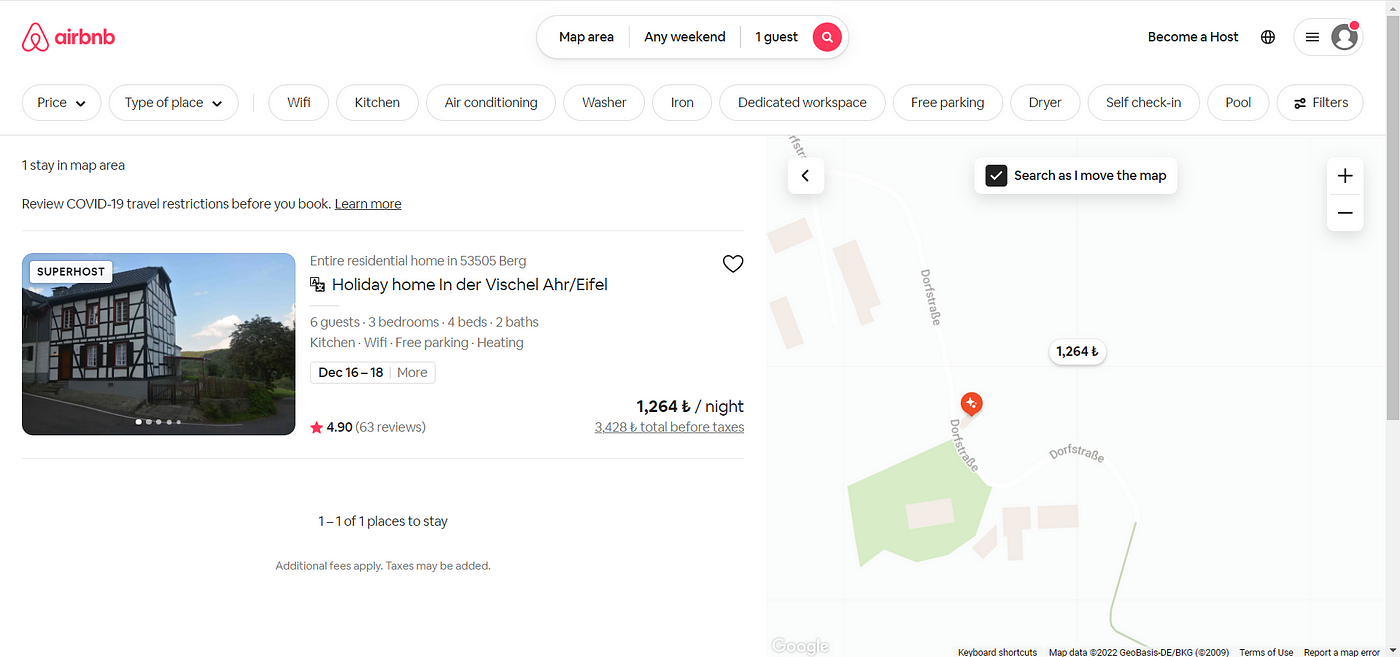 airbnb
Map area Any weekend 1 guest
Become a Host
Price Type of place Wifi Kitchen Air conditioning Washer Iron Dedicated workspace Free parking Dryer Self check-in Pool Filters
1 stay in map area
Review COVID-19 travel restrictions before you book. Learn more
SUPERHOST
Entire residential home in 53505 Berg
Holiday home In der Vischel Ahr/Eifel
6 guests · 3 bedrooms · 4 beds · 2 baths
Kitchen · Wifi · Free parking · Heating
Dec 16 – 18 More
1,264 ₺ / night
4.90 (63 reviews)
3,428 ₺ total before taxes
1 – 1 of 1 places to stay
Additional fees apply. Taxes may be added.
rfstr
Search as I move the map
+
−
Dorfstraße
1,264 ₺
Dorfstraße
Dorfstraße
Google
Keyboard shortcuts Map data ©2022 GeoBasis-DE/BKG (©2009) Terms of Use Report a map error